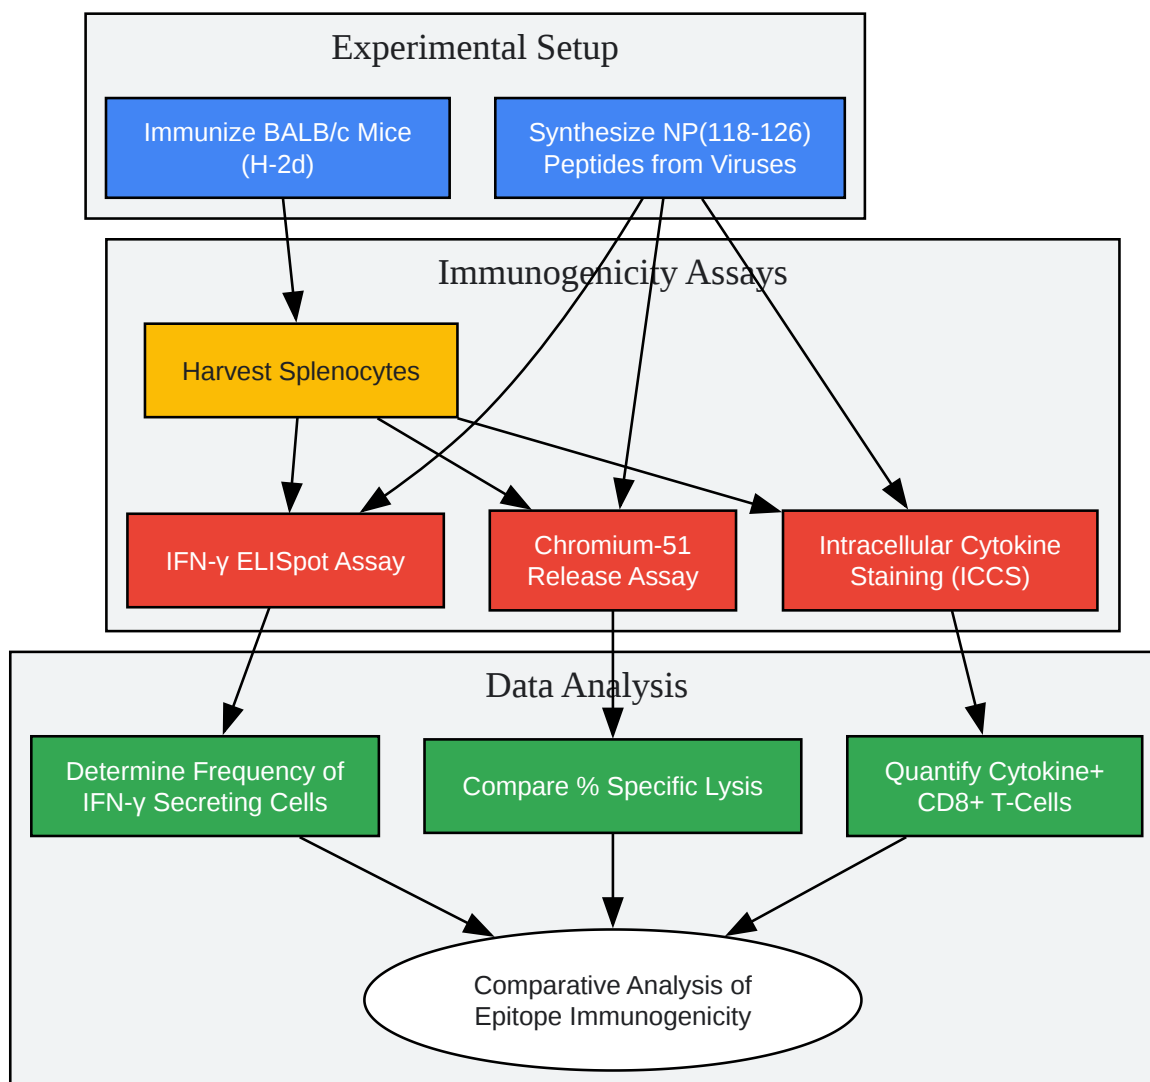 Experimental Setup
Immunize BALB/c Mice
(H-2d)
Synthesize NP(118-126)
Peptides from Viruses
Immunogenicity Assays
Harvest Splenocytes
IFN-γ ELISpot Assay
Chromium-51
Release Assay
Intracellular Cytokine
Staining (ICCS)
Data Analysis
Determine Frequency of
IFN-γ Secreting Cells
Compare % Specific Lysis
Quantify Cytokine+
CD8+ T-Cells
Comparative Analysis of
Epitope Immunogenicity